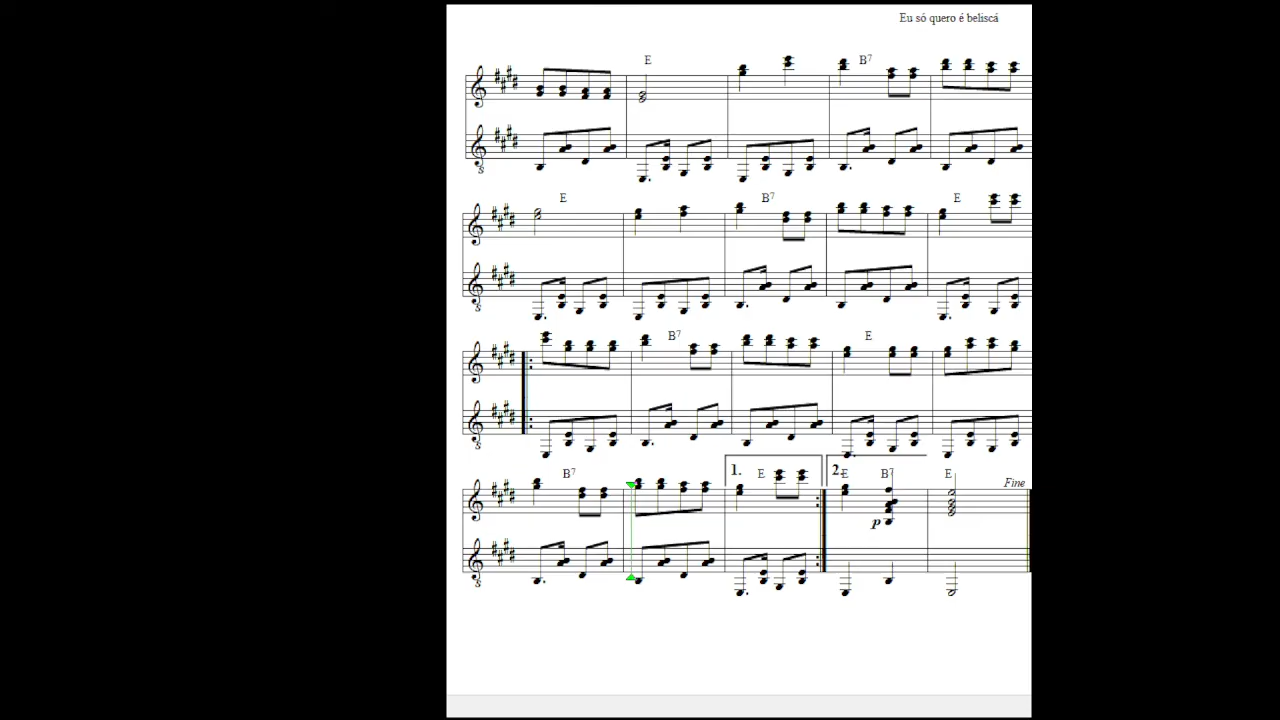 Eu só quero é beliscá
E B7
E B7 E
B7 E
B7 1. E 2. E B7 E Fine
p